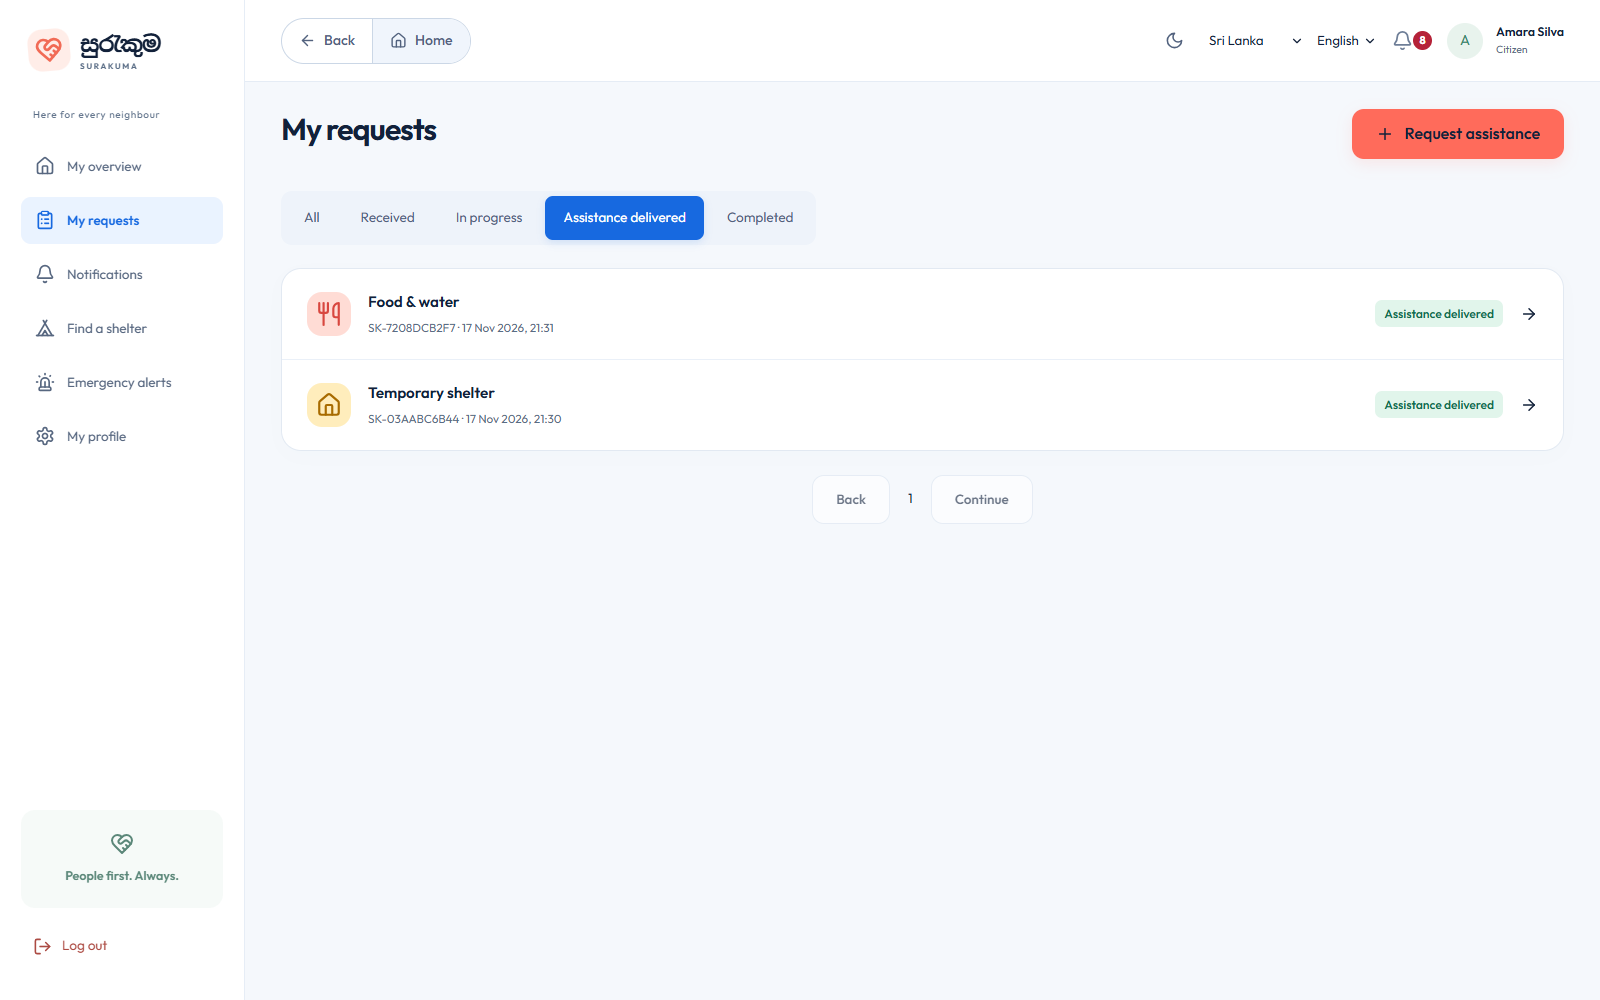 සුරැකුම
SURAKUMA
Here for every neighbour
My overview
My requests
Notifications
Find a shelter
Emergency alerts
My profile
People first. Always.
Log out
Back
Home
Sri Lanka
English
8
A
Amara Silva
Citizen
My requests
Request assistance
All
Received
In progress
Assistance delivered
Completed
Food & water
SK-7208DCB2F7 · 17 Nov 2026, 21:31
Assistance delivered
Temporary shelter
SK-03AABC6B44 · 17 Nov 2026, 21:30
Assistance delivered
Back
1
Continue